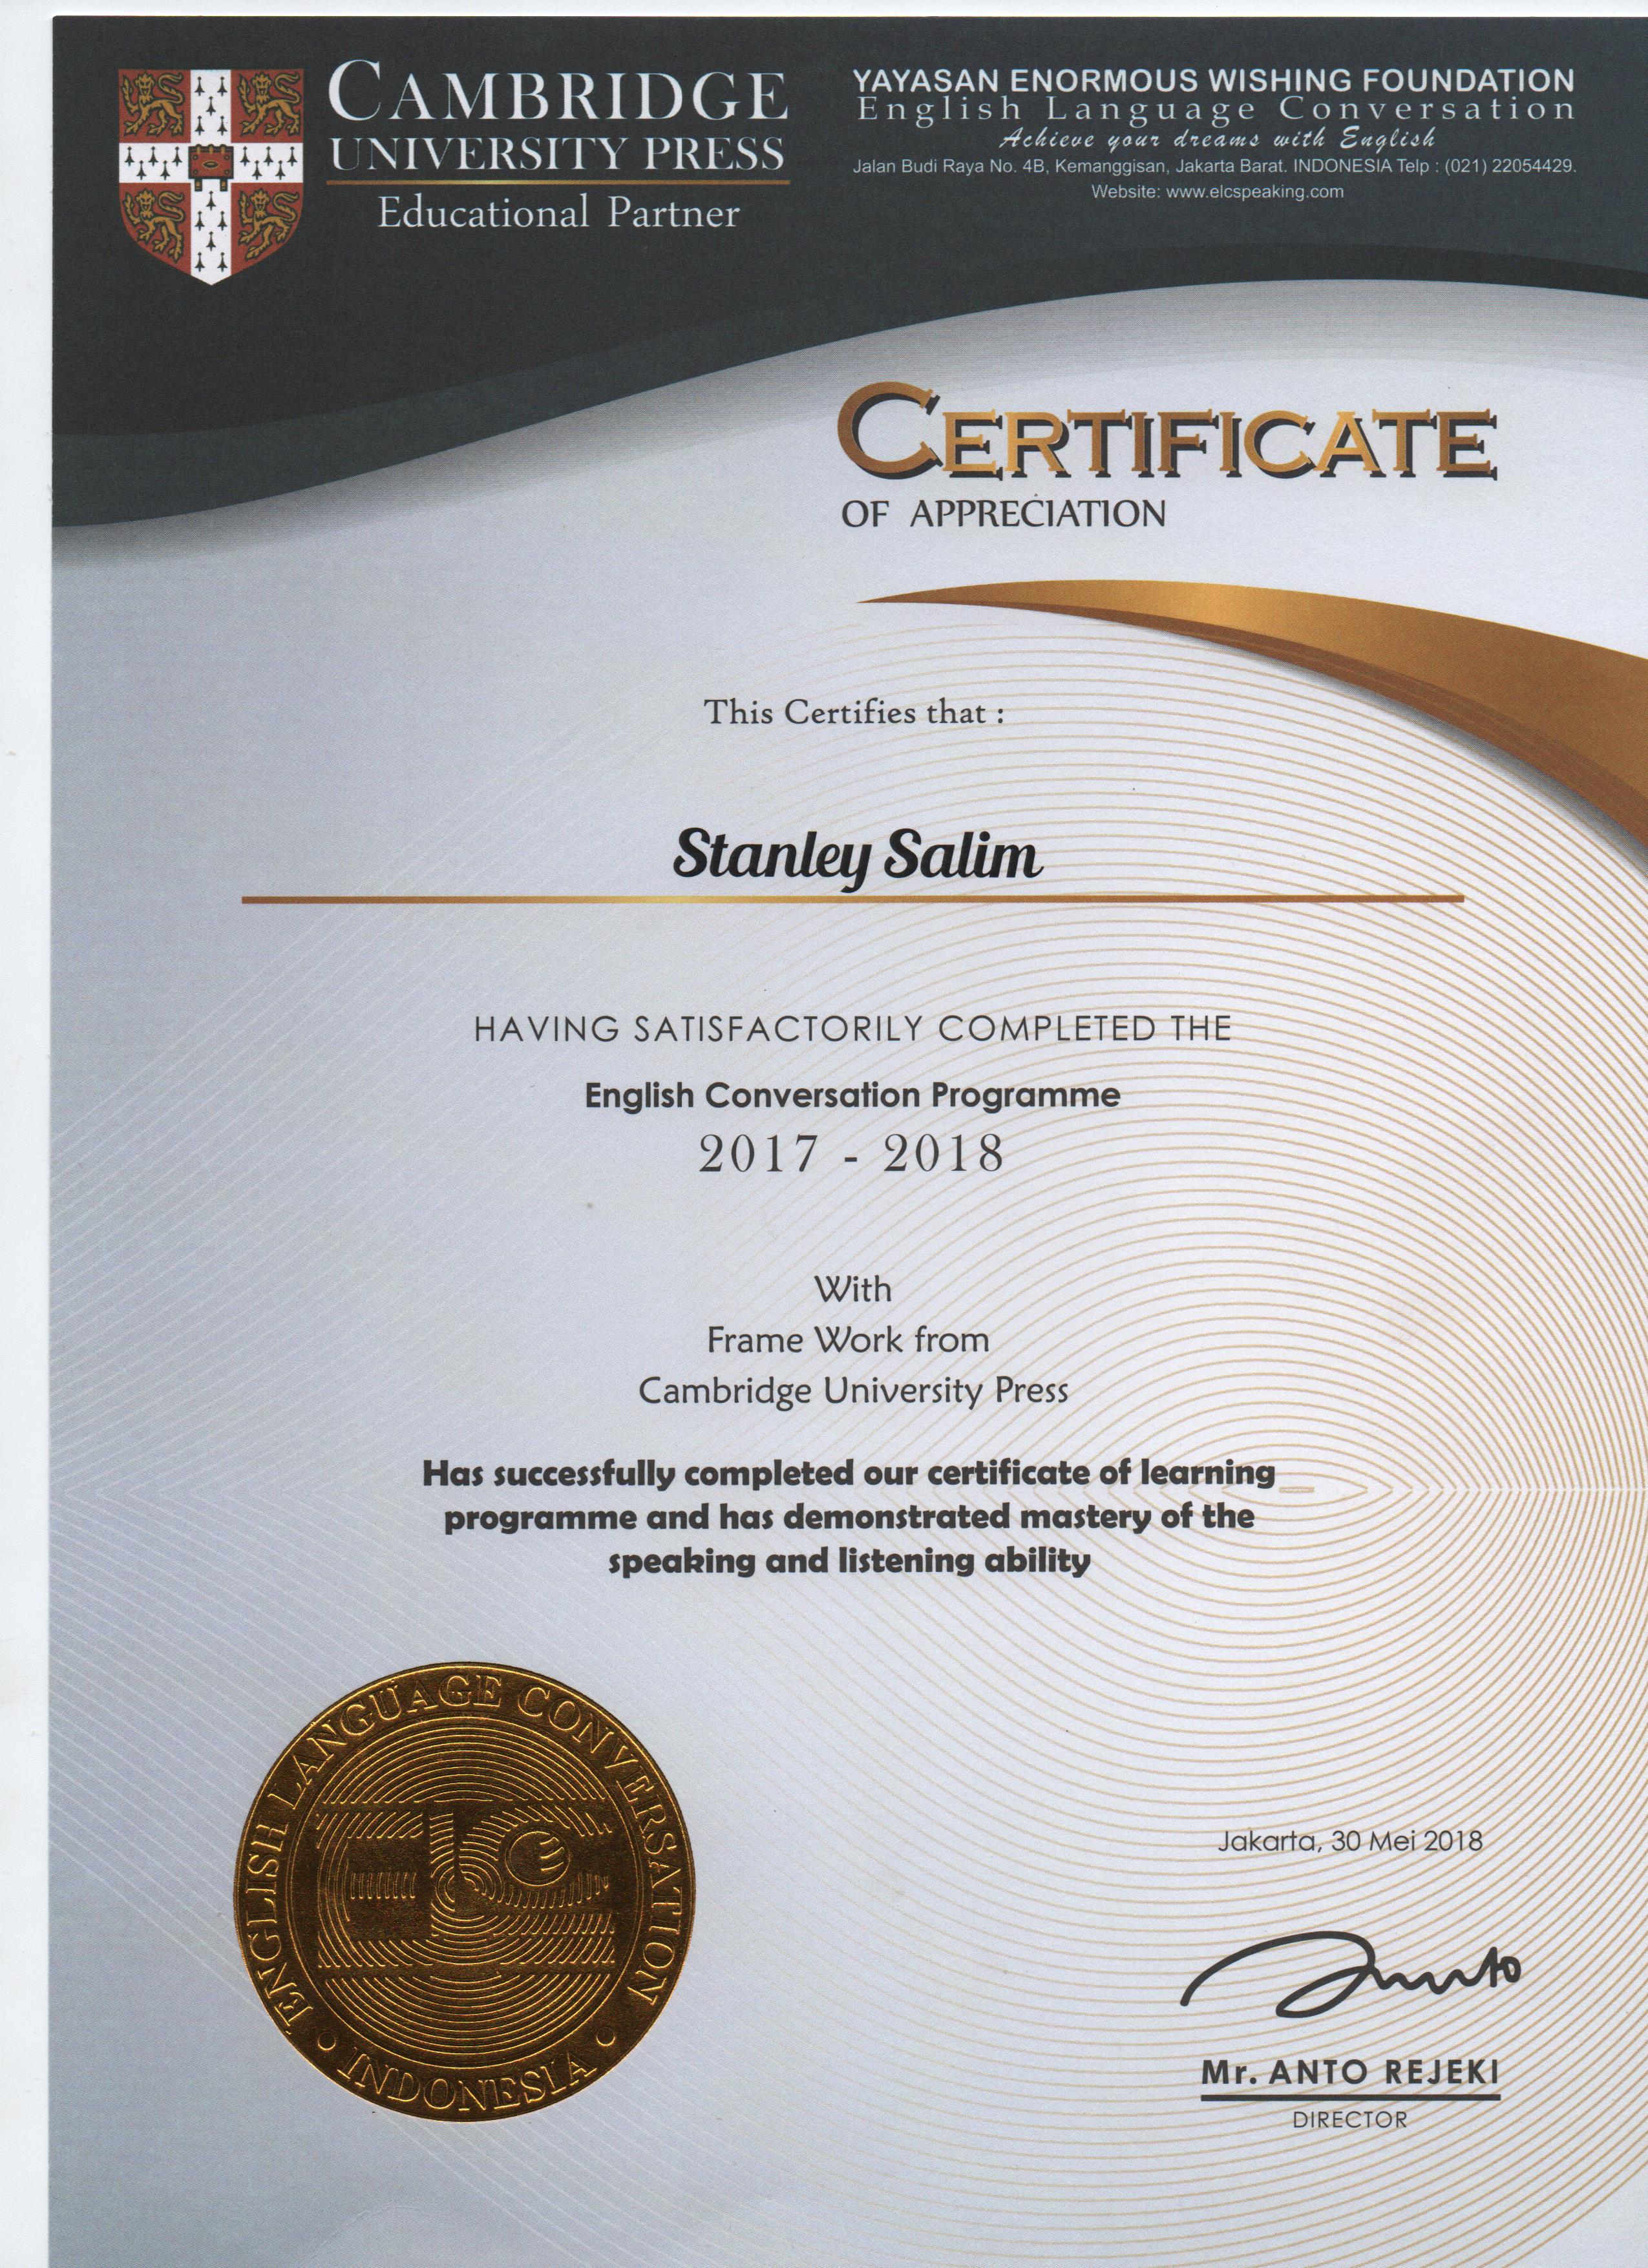 CAMBRIDGE
UNIVERSITY PRESS
Educational Partner
YAYASAN ENORMOUS WISHING FOUNDATION
English Language Conversation
Achieve your dreams with English
Jalan Budi Raya No. 4B, Kemanggisan, Jakarta Barat. INDONESIA Telp : (021) 22054429.
Website: www.elcspeaking.com
CERTIFICATE
OF APPRECIATION
This Certifies that :
Stanley Salim
HAVING SATISFACTORILY COMPLETED THE
English Conversation Programme
2017 - 2018
With
Frame Work from
Cambridge University Press
Has successfully completed our certificate of learning
programme and has demonstrated mastery of the
speaking and listening ability
ENGLISH LANGUAGE CONVERSATION
elc
INDONESIA
Jakarta, 30 Mei 2018
Anto
Mr. ANTO REJEKI
DIRECTOR